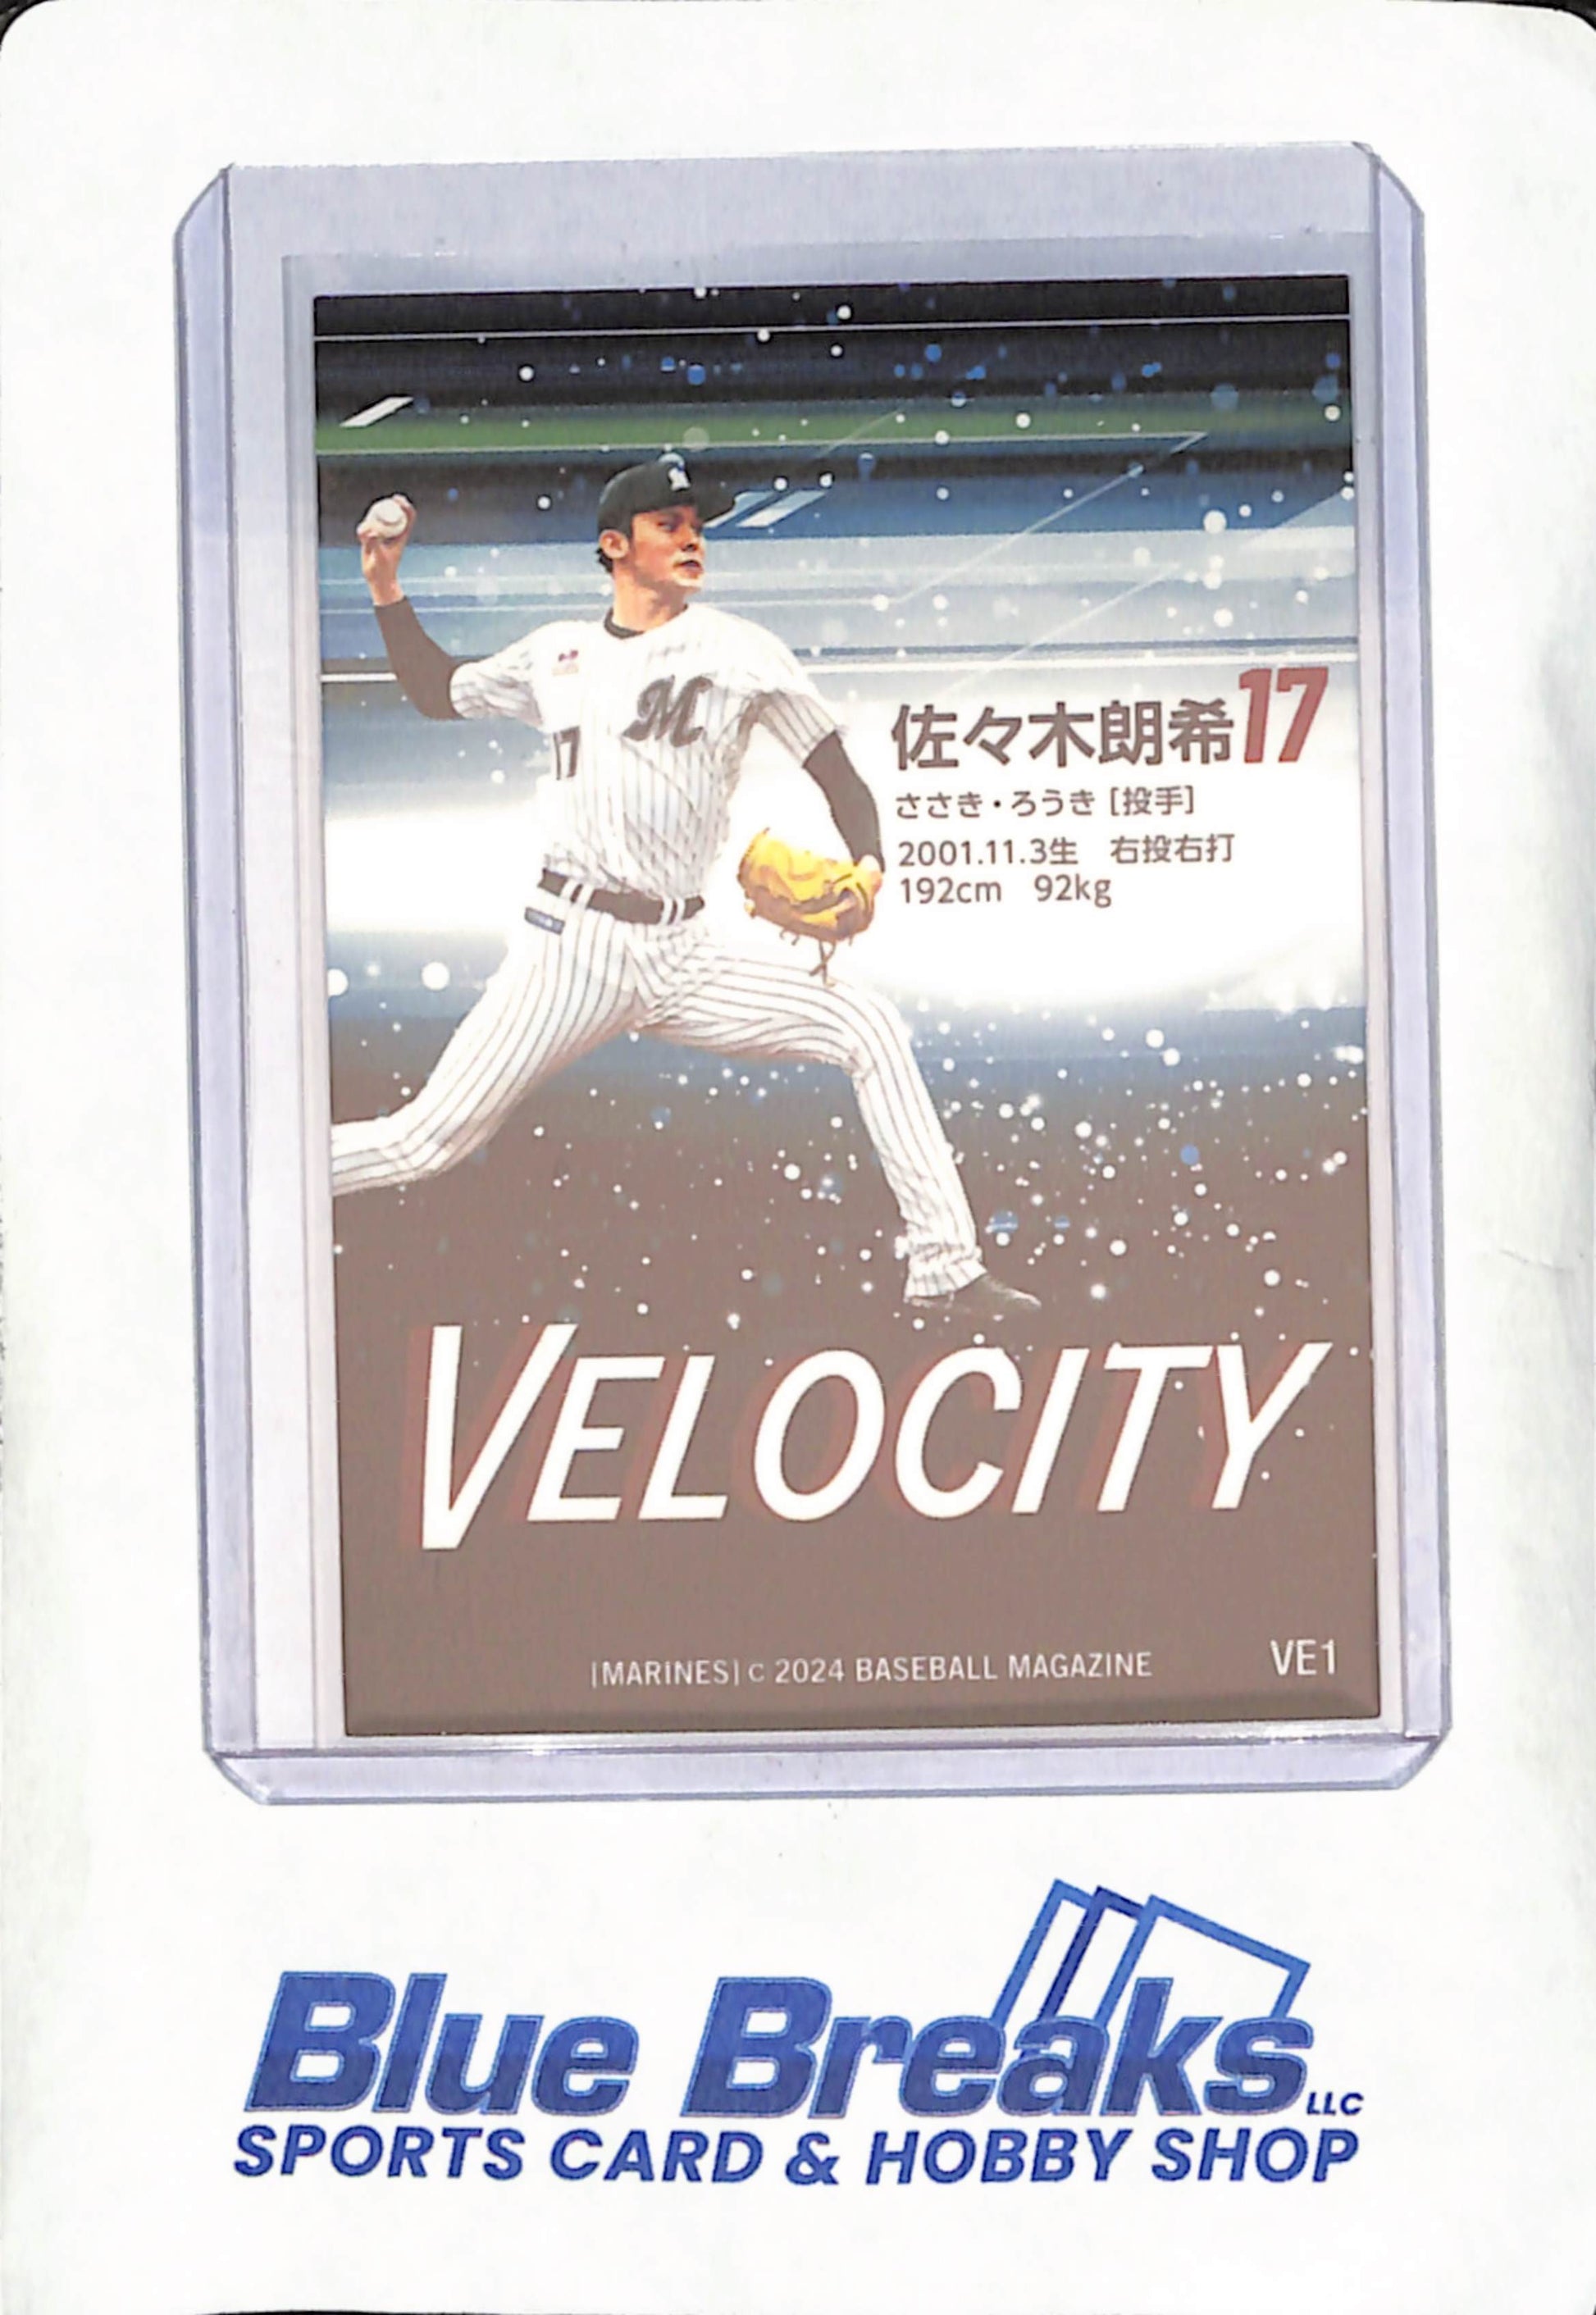 M
17
佐々木朗希17
ささき・ろうき [投手]
2001.11.3生 右投右打
192cm 92kg
VELOCITY
[MARINES] c 2024 BASEBALL MAGAZINE
VE1
Blue Breaks LLC
SPORTS CARD & HOBBY SHOP